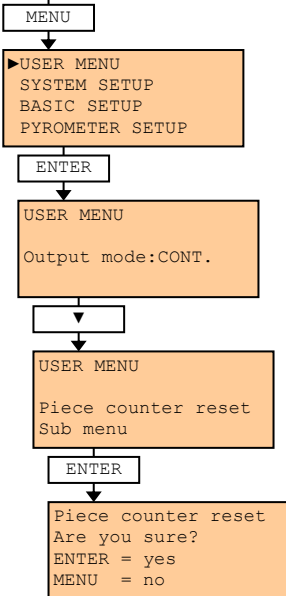 MENU
►USER MENU
SYSTEM SETUP
BASIC SETUP
PYROMETER SETUP
ENTER
USER MENU
Output mode:CONT.
▼
USER MENU
Piece counter reset
Sub menu
ENTER
Piece counter reset
Are you sure?
ENTER = yes
MENU = no